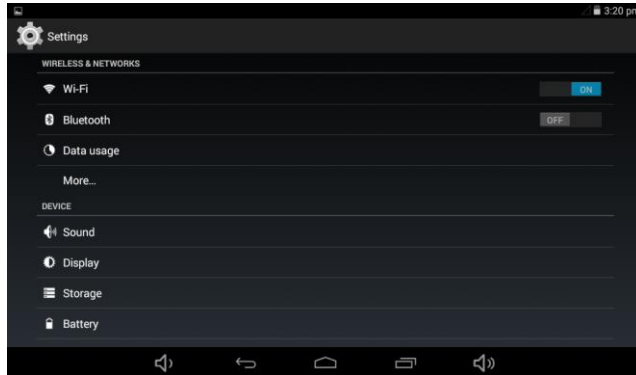 3:20 pm
Settings
WIRELESS & NETWORKS
Wi-Fi
ON
Bluetooth
OFF
Data usage
More...
DEVICE
Sound
Display
Storage
Battery